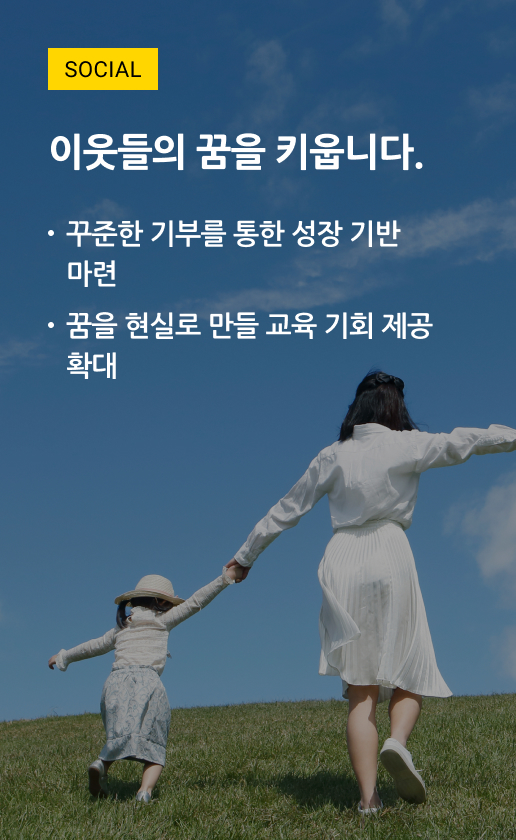 SOCIAL
이웃들의 꿈을 키웁니다.
• 꾸준한 기부를 통한 성장 기반
마련
• 꿈을 현실로 만들 교육 기회 제공
확대